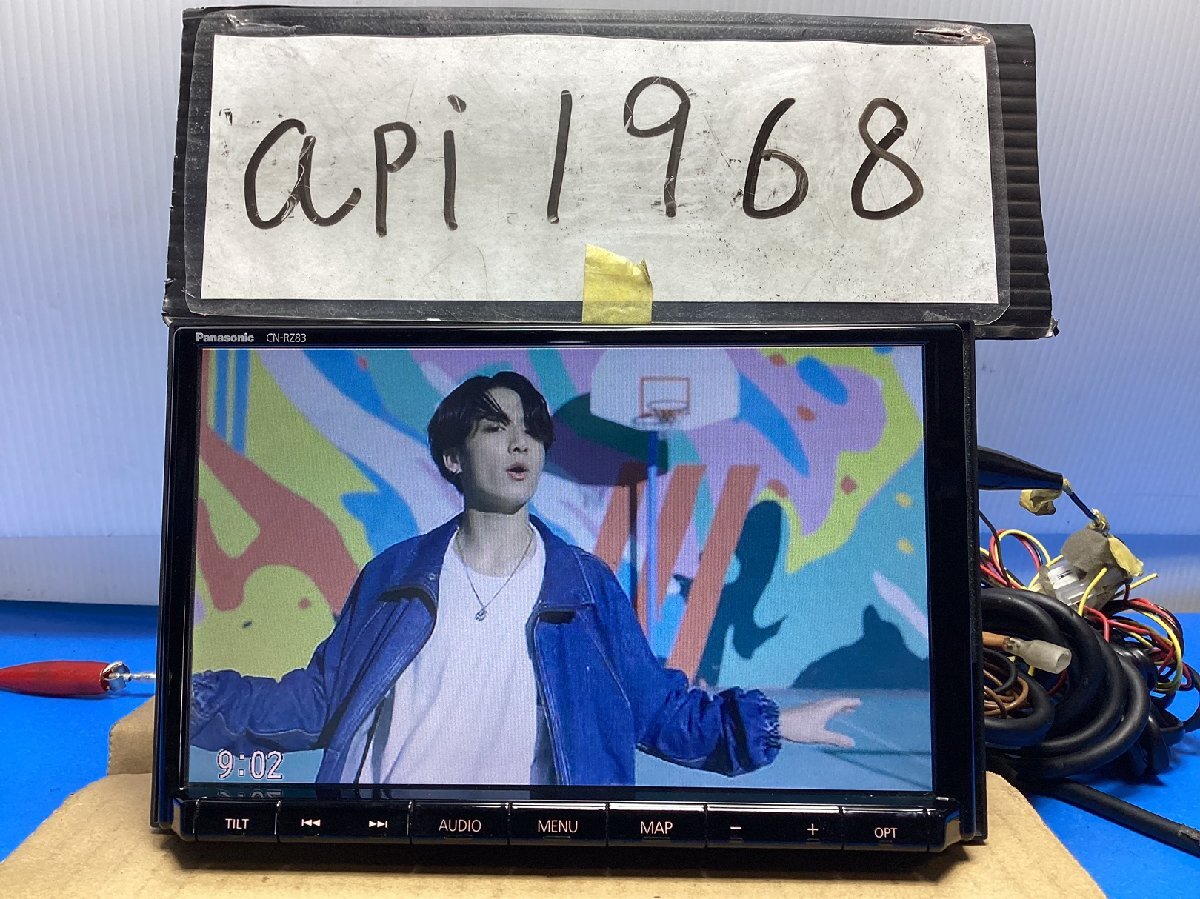 api 1968
Panasonic CN-RZ83
9:02
TILT AUDIO MENU MAP − + OPT